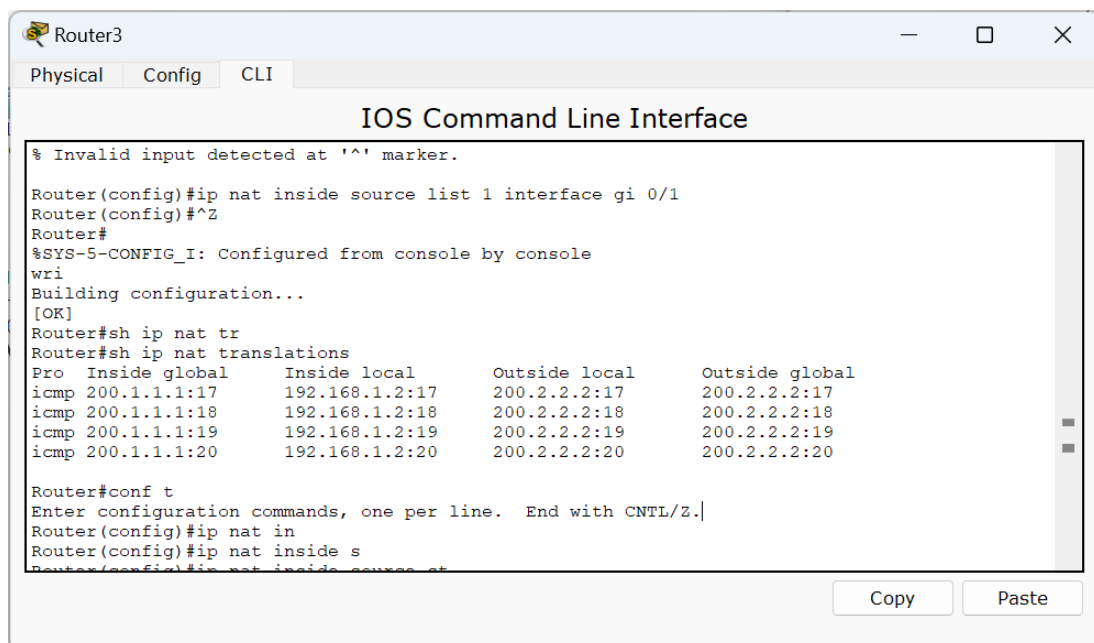 Router3
Physical Config CLI
IOS Command Line Interface
% Invalid input detected at '^' marker.
Router(config)#ip nat inside source list 1 interface gi 0/1
Router(config)#^Z
Router#
%SYS-5-CONFIG_I: Configured from console by console
wri
Building configuration...
[OK]
Router#sh ip nat tr
Router#sh ip nat translations
Pro Inside global Inside local Outside local Outside global
icmp 200.1.1.1:17 192.168.1.2:17 200.2.2.2:17 200.2.2.2:17
icmp 200.1.1.1:18 192.168.1.2:18 200.2.2.2:18 200.2.2.2:18
icmp 200.1.1.1:19 192.168.1.2:19 200.2.2.2:19 200.2.2.2:19
icmp 200.1.1.1:20 192.168.1.2:20 200.2.2.2:20 200.2.2.2:20
Router#conf t
Enter configuration commands, one per line. End with CNTL/Z.
Router(config)#ip nat in
Router(config)#ip nat inside s
Router(config)#ip nat inside source st
Copy Paste